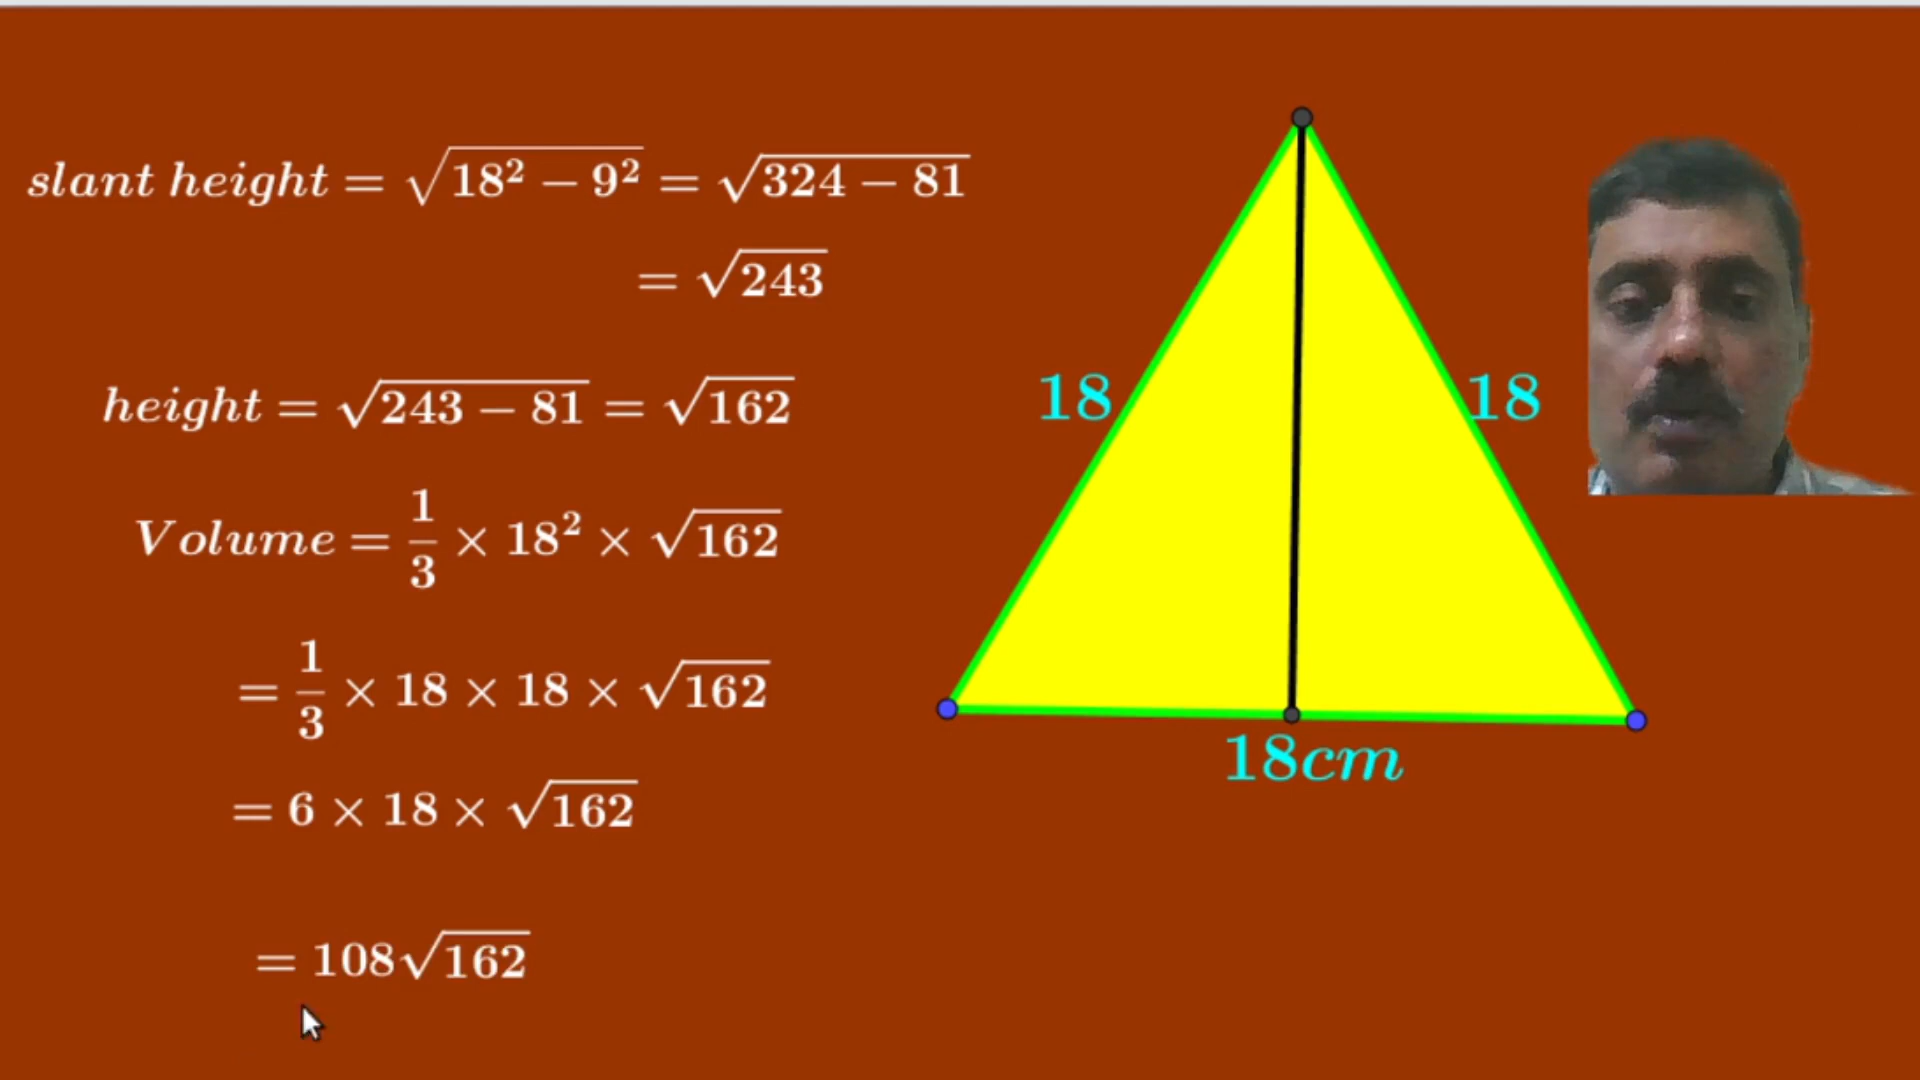 slant height = √(18² − 9²) = √(324 − 81)
= √243
height = √(243 − 81) = √162
Volume = 1/3 × 18² × √162
= 1/3 × 18 × 18 × √162
= 6 × 18 × √162
= 108√162
18
18
18cm